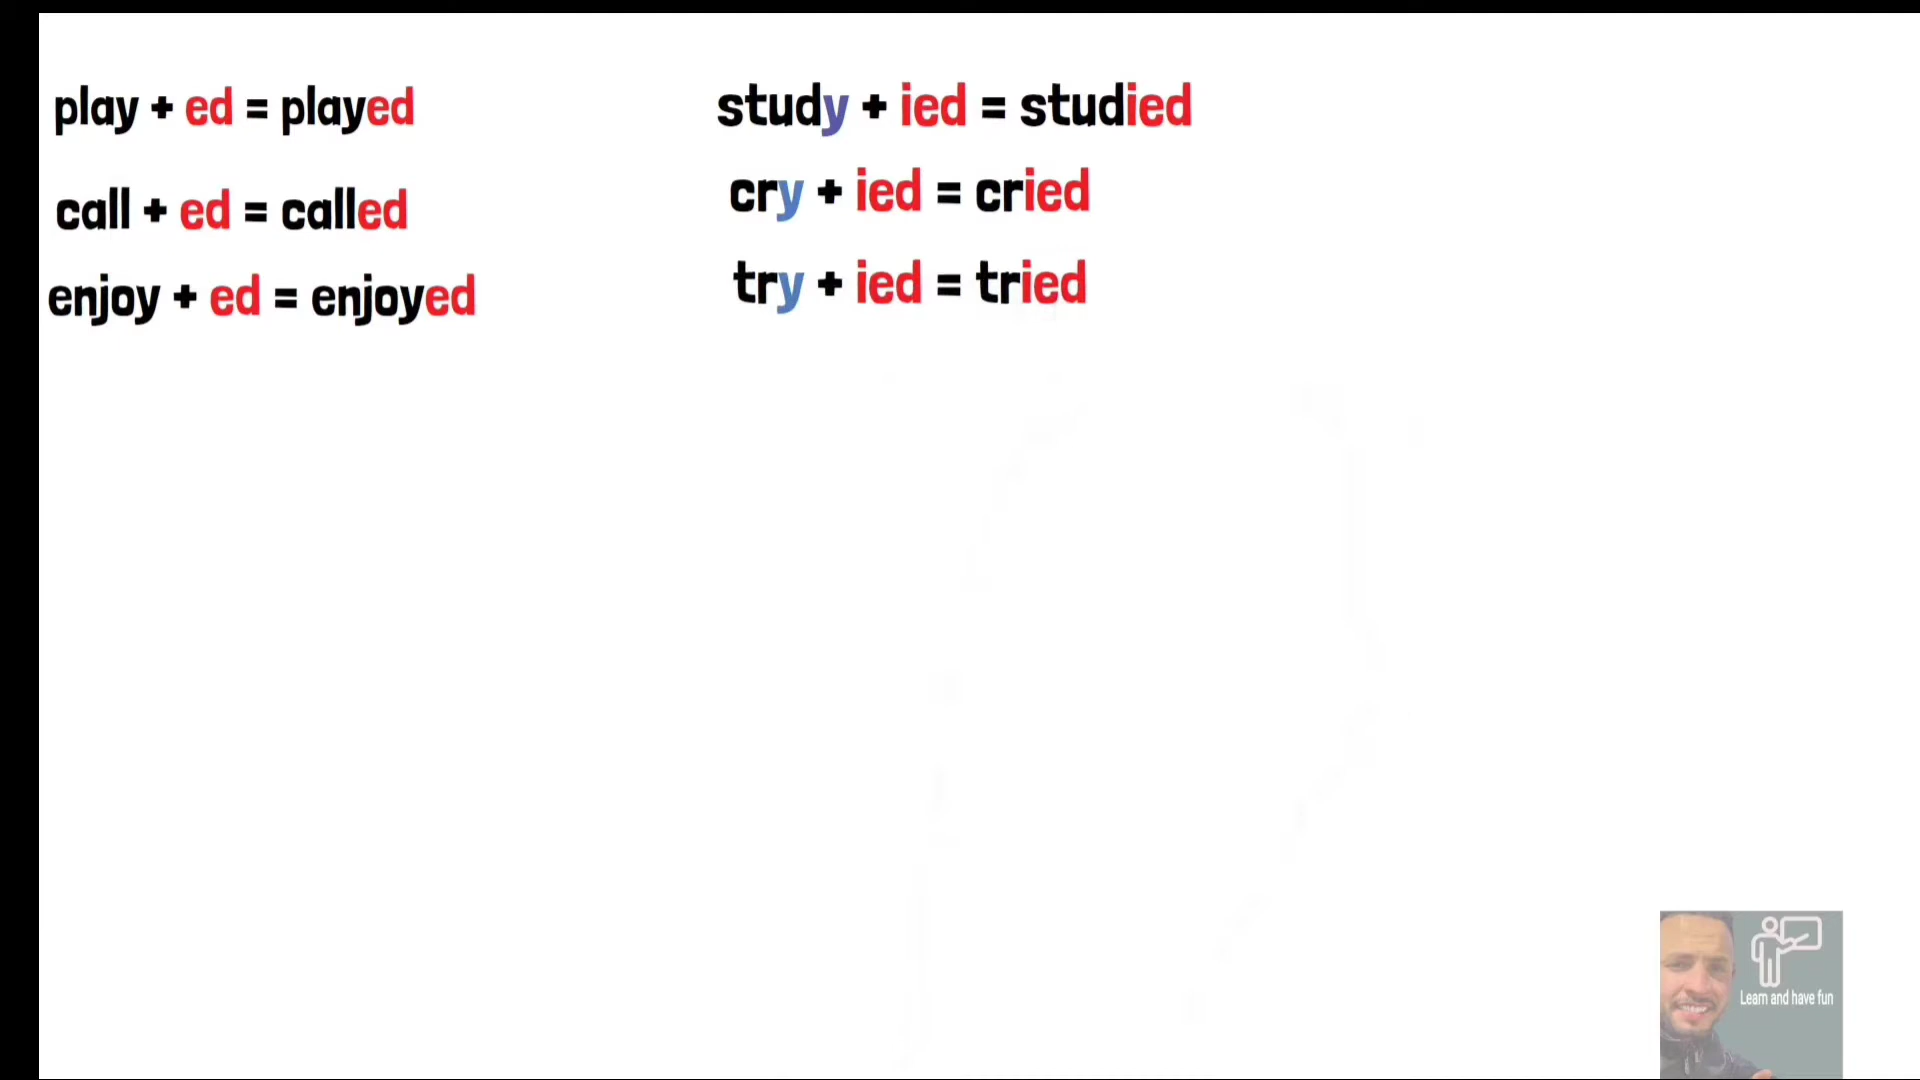 play + ed = played
call + ed = called
enjoy + ed = enjoyed
study + ied = studied
cry + ied = cried
try + ied = tried
Learn and have fun